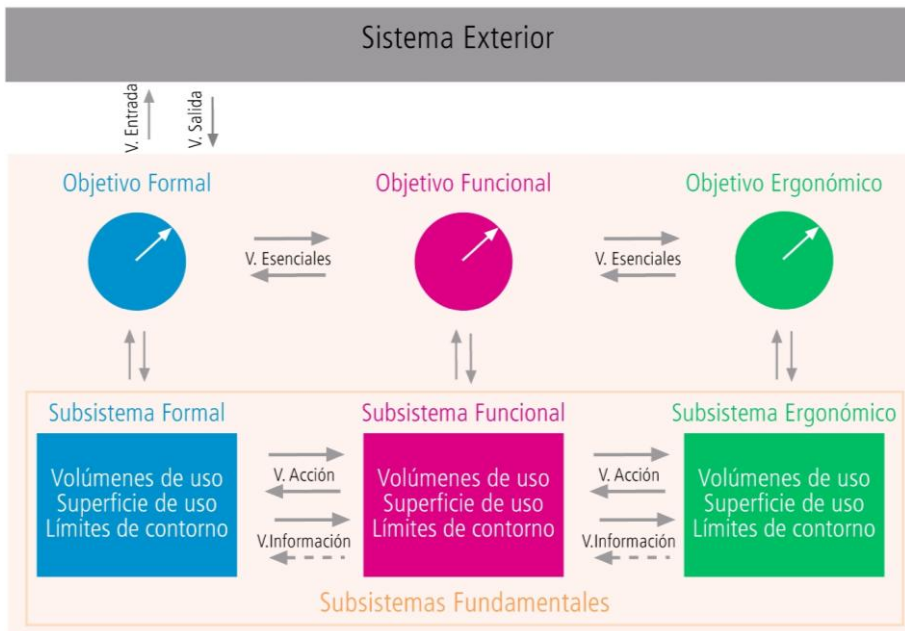 Sistema Exterior
V. Entrada
V. Salida
Objetivo Formal
Objetivo Funcional
Objetivo Ergonómico
V. Esenciales
V. Esenciales
Subsistema Formal
Subsistema Funcional
Subsistema Ergonómico
Volúmenes de uso
Superficie de uso
Límites de contorno
V. Acción
V.Información
Volúmenes de uso
Superficie de uso
Límites de contorno
V. Acción
V.Información
Volúmenes de uso
Superficie de uso
Límites de contorno
Subsistemas Fundamentales